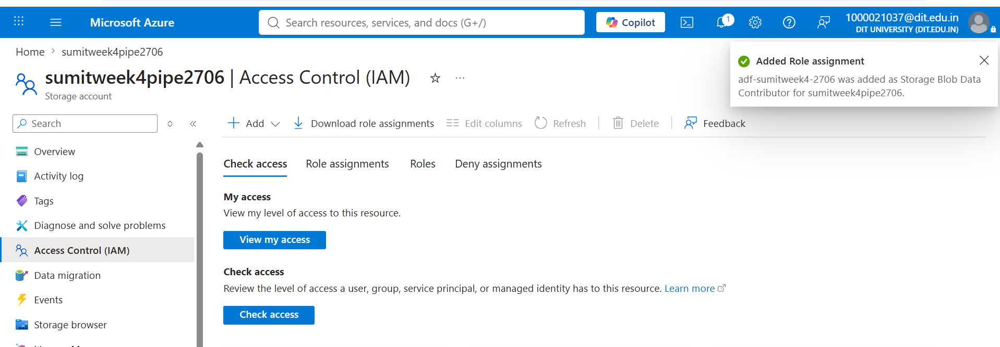 Microsoft Azure
Search resources, services, and docs (G+/)
Copilot
1
1000021037@dit.edu.in
DIT UNIVERSITY (DIT.EDU.IN)
Home > sumitweek4pipe2706
Added Role assignment
adf-sumitweek4-2706 was added as Storage Blob Data
Contributor for sumitweek4pipe2706.
sumitweek4pipe2706 | Access Control (IAM)
Storage account
Search
Add
Download role assignments
Edit columns
Refresh
Delete
Feedback
Overview
Activity log
Tags
Diagnose and solve problems
Access Control (IAM)
Data migration
Events
Storage browser
Check access
Role assignments
Roles
Deny assignments
My access
View my level of access to this resource.
View my access
Check access
Review the level of access a user, group, service principal, or managed identity has to this resource. Learn more
Check access